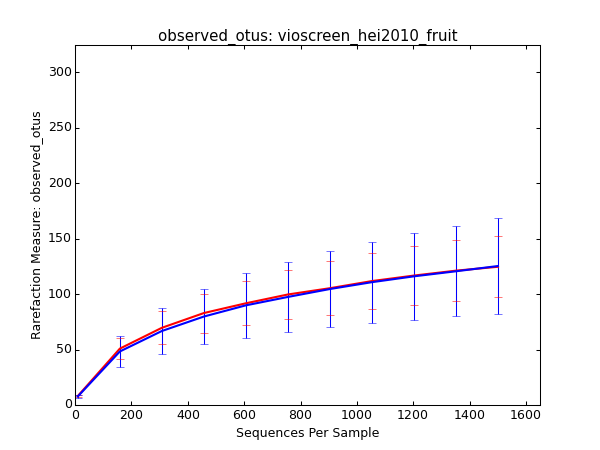 observed_otus: vioscreen_hei2010_fruit
300
250
200
150
100
50
0
0 200 400 600 800 1000 1200 1400 1600
Rarefaction Measure: observed_otus
Sequences Per Sample